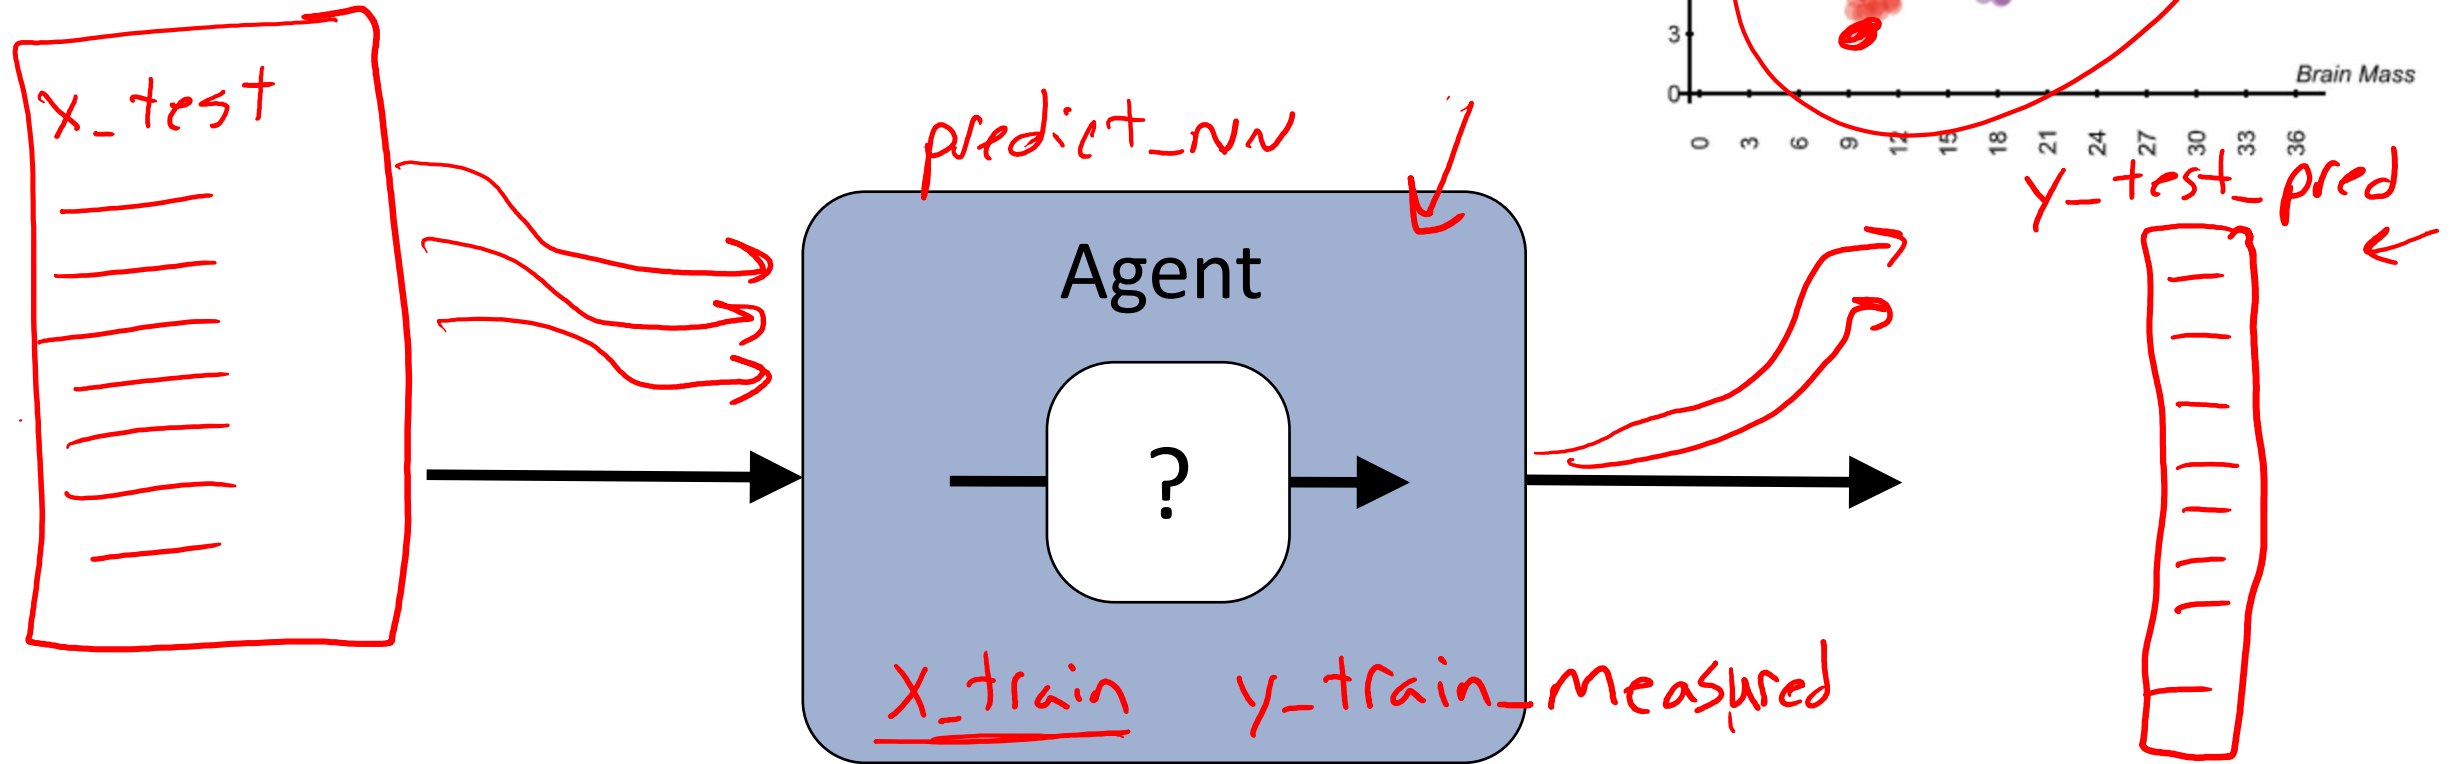 3
0
Brain Mass
0 3 6 9 12 15 18 21 24 27 30 33 36
x_test
predict_NN
y_test_pred
Agent
?
x_train y_train_measured